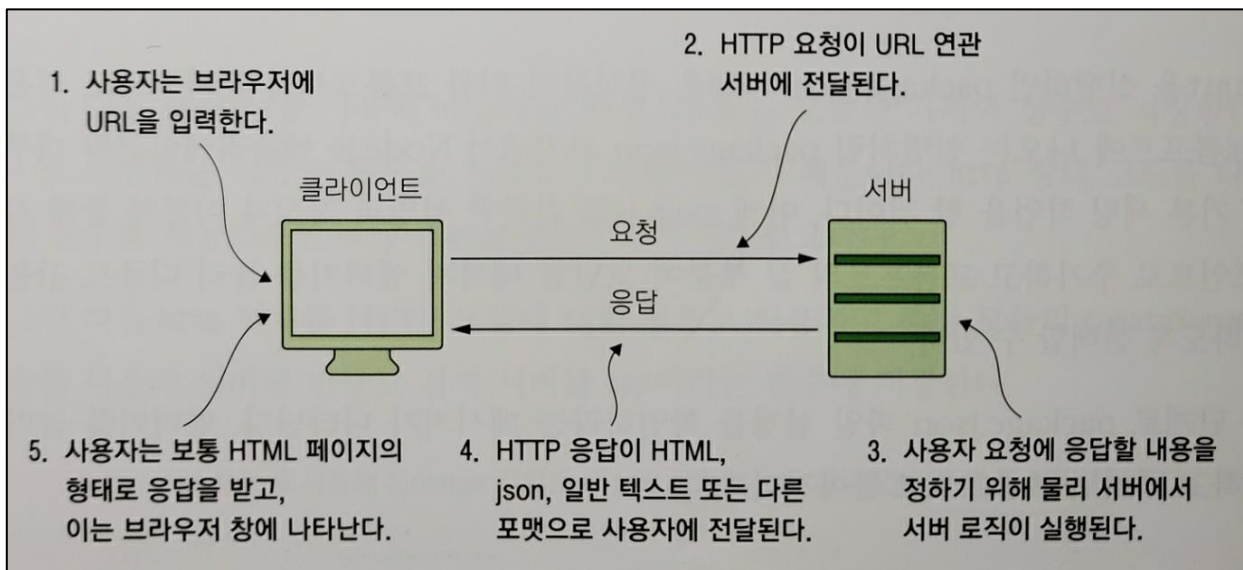 1. 사용자는 브라우저에
URL을 입력한다.
2. HTTP 요청이 URL 연관
서버에 전달된다.
클라이언트
요청
응답
서버
5. 사용자는 보통 HTML 페이지의
형태로 응답을 받고,
이는 브라우저 창에 나타난다.
4. HTTP 응답이 HTML,
json, 일반 텍스트 또는 다른
포맷으로 사용자에 전달된다.
3. 사용자 요청에 응답할 내용을
정하기 위해 물리 서버에서
서버 로직이 실행된다.